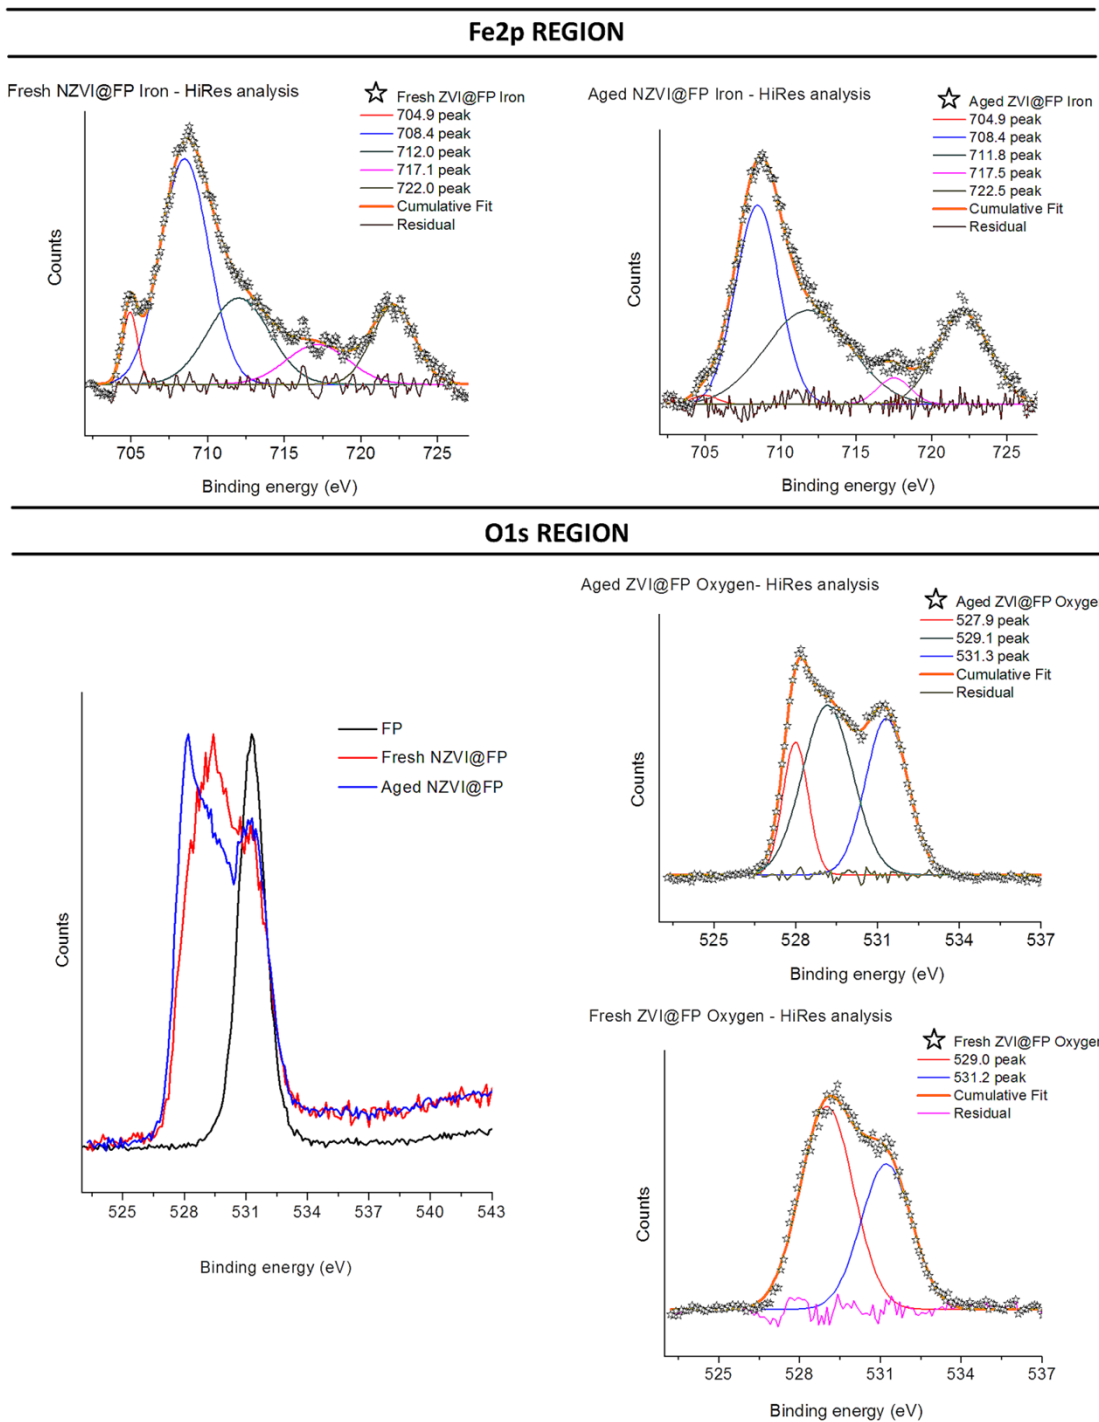 Fe2p REGION
Fresh NZVI@FP Iron - HiRes analysis
Fresh ZVI@FP Iron
704.9 peak
708.4 peak
712.0 peak
717.1 peak
722.0 peak
Cumulative Fit
Residual
Counts
705 710 715 720 725
Binding energy (eV)
Aged NZVI@FP Iron - HiRes analysis
Aged ZVI@FP Iron
704.9 peak
708.4 peak
711.8 peak
717.5 peak
722.5 peak
Cumulative Fit
Residual
Counts
705 710 715 720 725
Binding energy (eV)
O1s REGION
FP
Fresh NZVI@FP
Aged NZVI@FP
Counts
525 528 531 534 537 540 543
Binding energy (eV)
Aged ZVI@FP Oxygen- HiRes analysis
Aged ZVI@FP Oxygen
527.9 peak
529.1 peak
531.3 peak
Cumulative Fit
Residual
Counts
525 528 531 534 537
Binding energy (eV)
Fresh ZVI@FP Oxygen - HiRes analysis
Fresh ZVI@FP Oxygen
529.0 peak
531.2 peak
Cumulative Fit
Residual
Counts
525 528 531 534 537
Binding energy (eV)